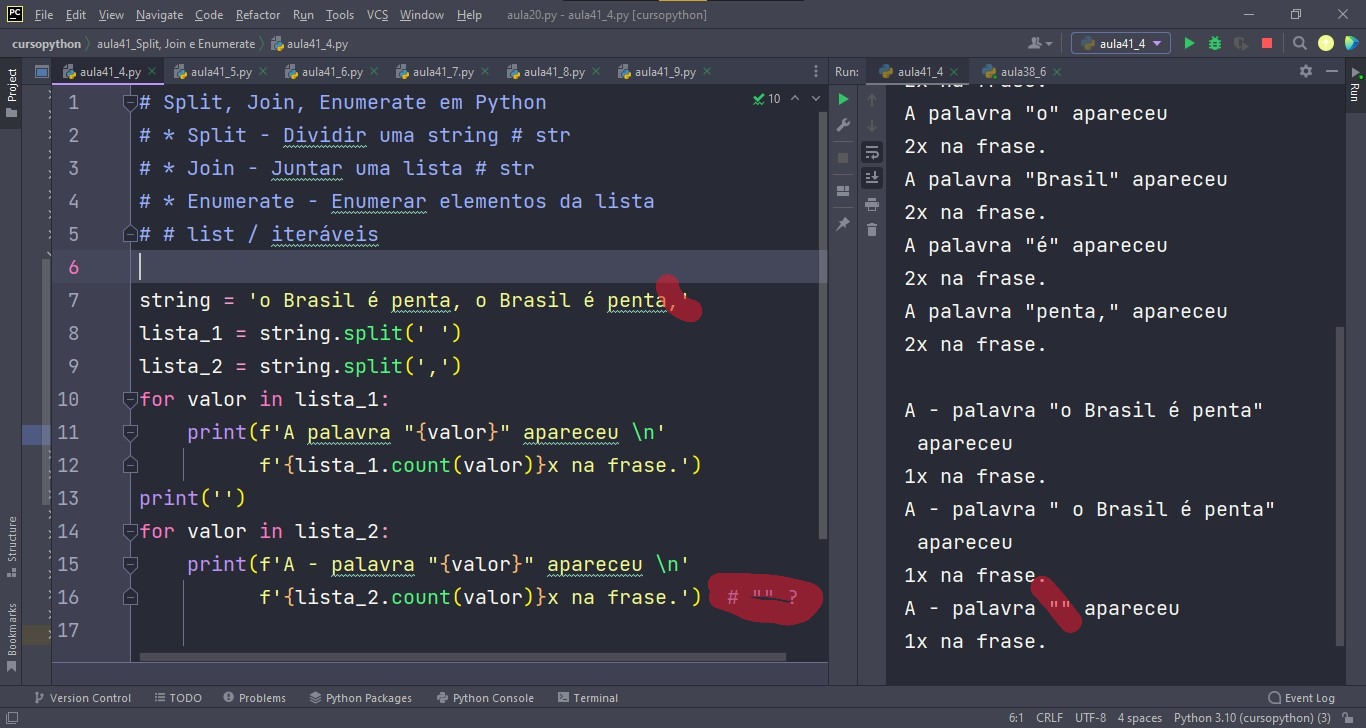 File Edit View Navigate Code Refactor Run Tools VCS Window Help aula20.py - aula41_4.py [cursopython]
cursopython aula41_Split, Join e Enumerate aula41_4.py aula41_4
Project
aula41_4.py aula41_5.py aula41_6.py aula41_7.py aula41_8.py aula41_9.py Run: aula41_4 aula38_6
Run
10
1 # Split, Join, Enumerate em Python
2 # * Split - Dividir uma string # str
3 # * Join - Juntar uma lista # str
4 # * Enumerate - Enumerar elementos da lista
5 # # list / iteráveis
6
7 string = 'o Brasil é penta, o Brasil é penta,'
8 lista_1 = string.split(' ')
9 lista_2 = string.split(',')
10 for valor in lista_1:
11 print(f'A palavra "{valor}" apareceu \n'
12 f'{lista_1.count(valor)}x na frase.')
13 print('')
14 for valor in lista_2:
15 print(f'A - palavra "{valor}" apareceu \n'
16 f'{lista_2.count(valor)}x na frase.') # "" ?
17
2x na frase.
A palavra "o" apareceu
2x na frase.
A palavra "Brasil" apareceu
2x na frase.
A palavra "é" apareceu
2x na frase.
A palavra "penta," apareceu
2x na frase.
A - palavra "o Brasil é penta"
apareceu
1x na frase.
A - palavra " o Brasil é penta"
apareceu
1x na frase.
A - palavra "" apareceu
1x na frase.
Structure
Bookmarks
Version Control TODO Problems Python Packages Python Console Terminal Event Log
6:1 CRLF UTF-8 4 spaces Python 3.10 (cursopython) (3)